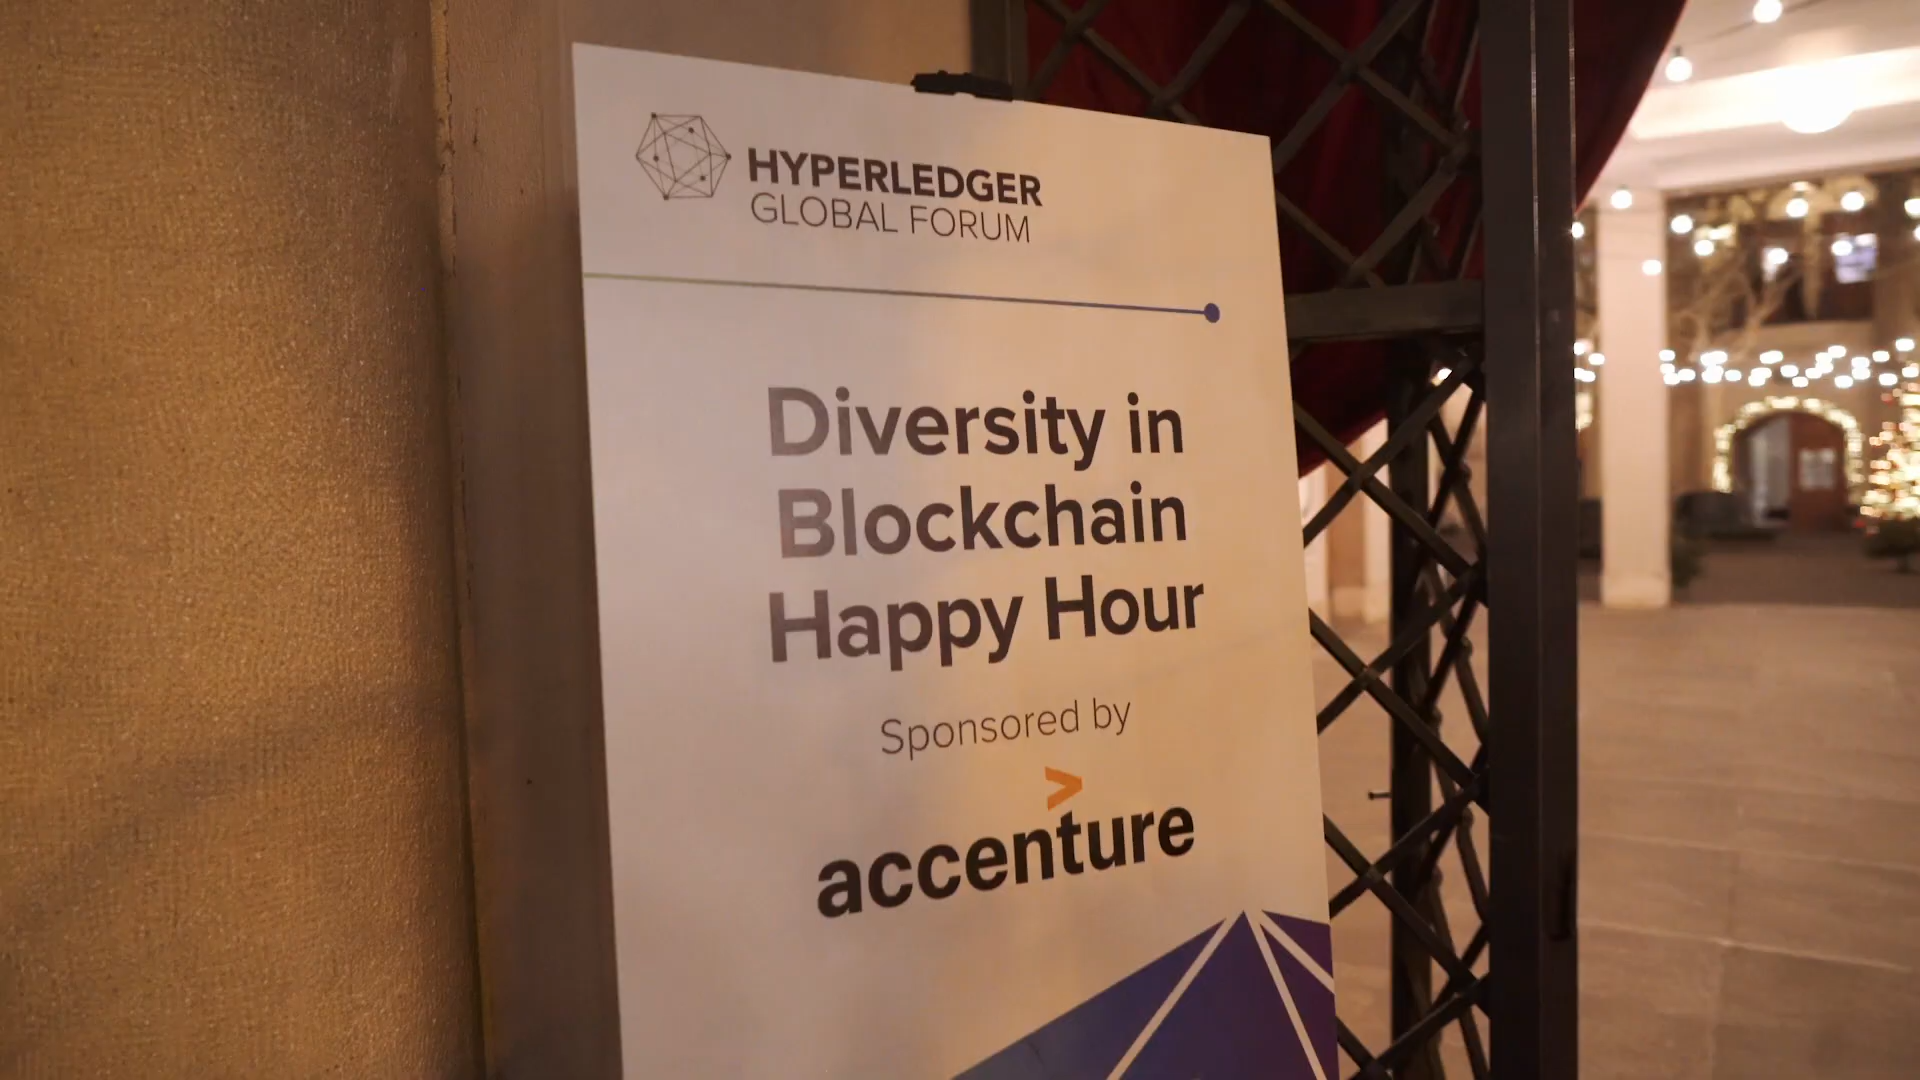 HYPERLEDGER
GLOBAL FORUM
Diversity in
Blockchain
Happy Hour
Sponsored by
>
accenture